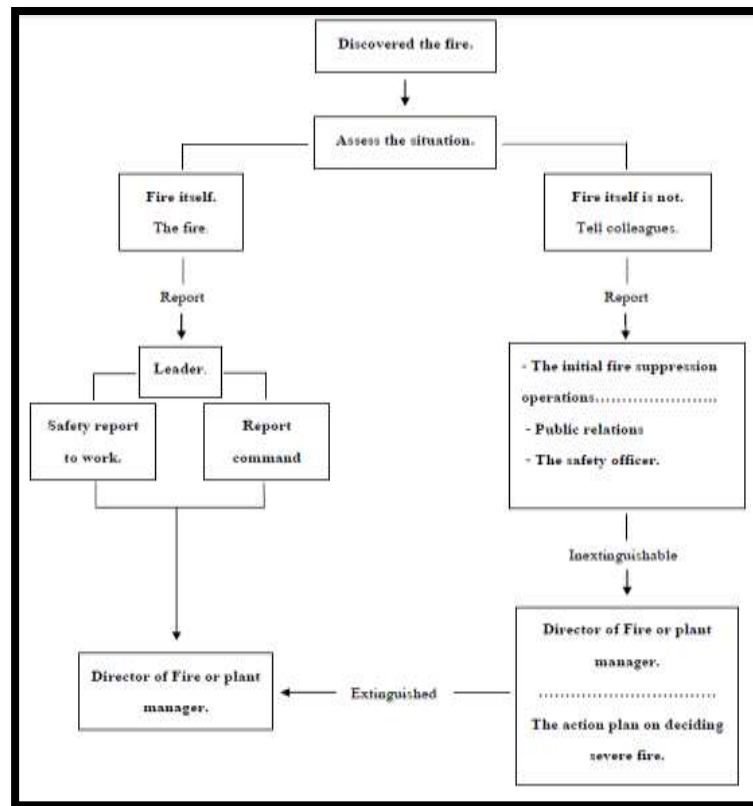 Discovered the fire.
Assess the situation.
Fire itself.
The fire.
Fire itself is not.
Tell colleagues.
Report
Report
Leader.
Safety report
to work.
Report
command
- The initial fire suppression
operations........................
- Public relations
- The safety officer.
Inextinguishable
Director of Fire or plant
manager.
Extinguished
Director of Fire or plant
manager.
..................................
The action plan on deciding
severe fire.